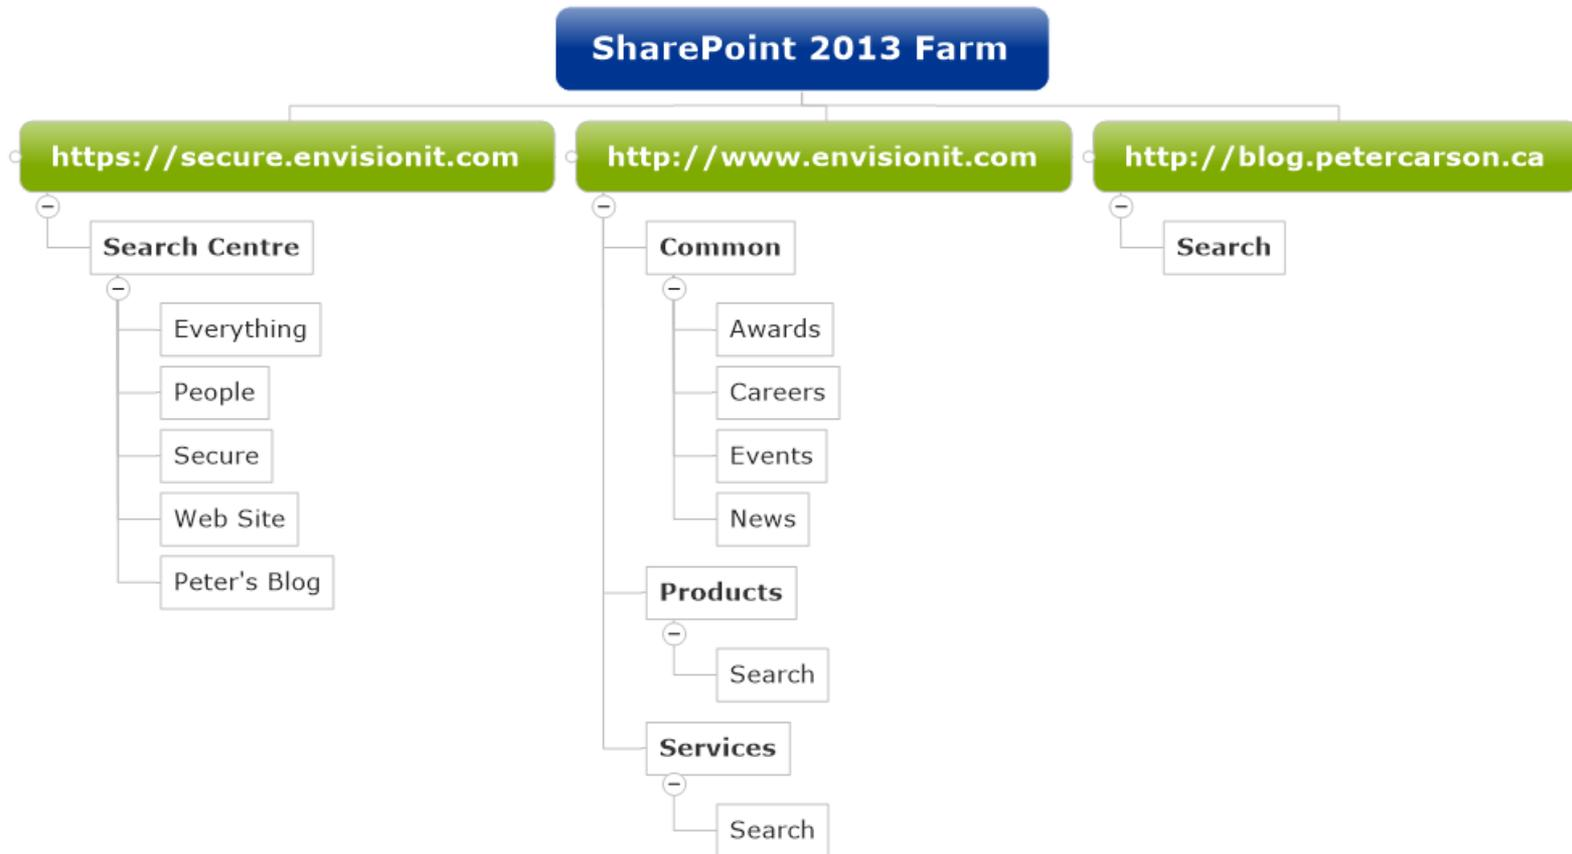 SharePoint 2013 Farm
https://secure.envisionit.com
Search Centre
Everything
People
Secure
Web Site
Peter's Blog
http://www.envisionit.com
Common
Awards
Careers
Events
News
Products
Search
Services
Search
http://blog.petercarson.ca
Search